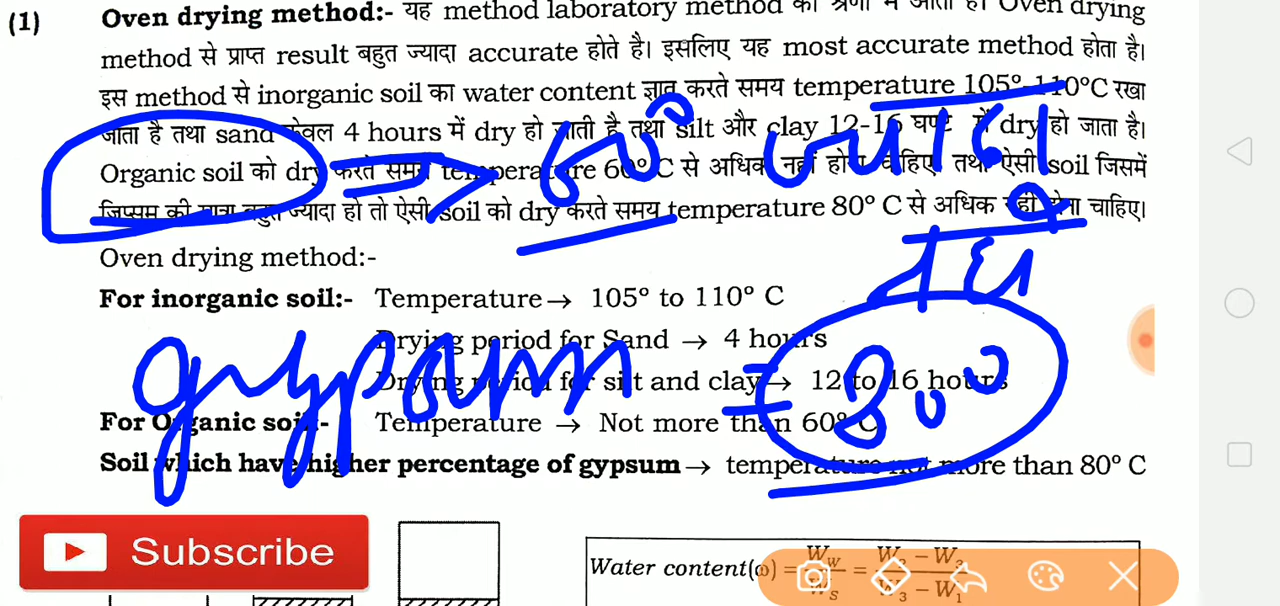 (1) Oven drying method:- यह method laboratory method की श्रेणी में आता है। Oven drying
method से प्राप्त result बहुत ज्यादा accurate होते है। इसलिए यह most accurate method होता है।
इस method से inorganic soil का water content ज्ञात करते समय temperature 105°-110°C रखा
जाता है तथा sand केवल 4 hours में dry हो जाती है तथा silt और clay 12-16 घण्टे में dry हो जाता है।
Organic soil को dry करते समय temperature 60°C से अधिक नहीं होना चाहिए तथा ऐसी soil जिसमें
जिप्सम की मात्रा बहुत ज्यादा हो तो ऐसी soil को dry करते समय temperature 80° C से अधिक नहीं होना चाहिए।
60° ज्यादा
Oven drying method:-
For inorganic soil:- Temperature→ 105° to 110° C
Drying period for Sand → 4 hours
gypsum = 80°
Drying period for silt and clay→ 12 to 16 hours
For Organic soil:- Temperature → Not more than 60° C
Soil which have higher percentage of gypsum→ temperature not more than 80° C
Subscribe
Water content(ω) = W_W/W_S = W_2 – W_3/W_3 – W_1